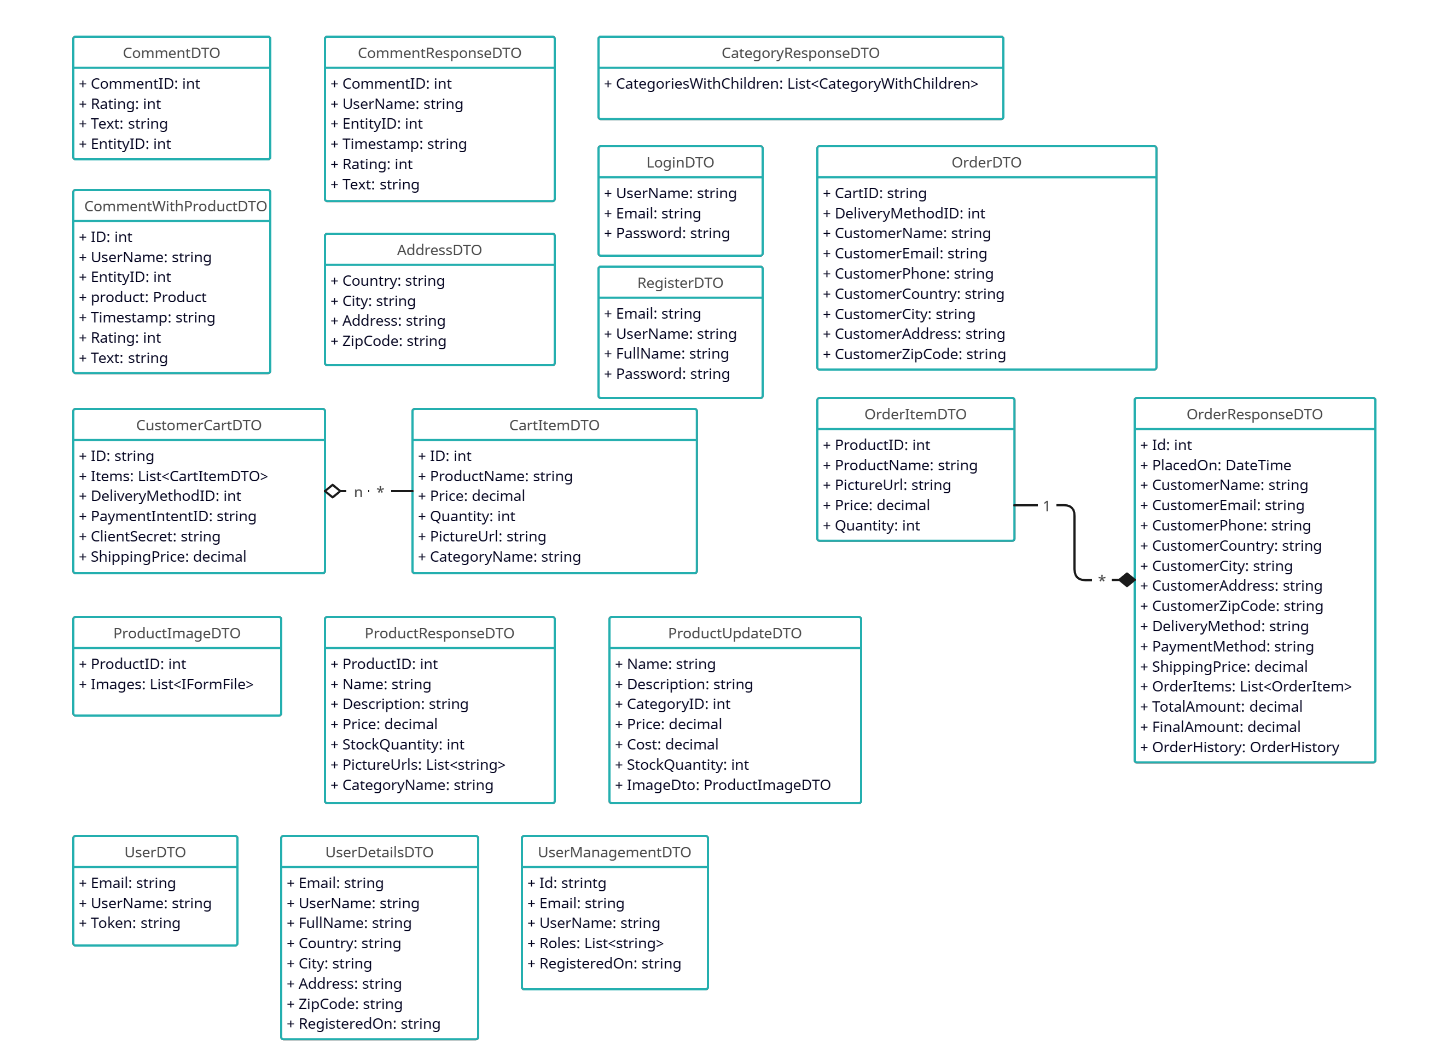 CommentDTO
+ CommentID: int
+ Rating: int
+ Text: string
+ EntityID: int
CommentResponseDTO
+ CommentID: int
+ UserName: string
+ EntityID: int
+ Timestamp: string
+ Rating: int
+ Text: string
CategoryResponseDTO
+ CategoriesWithChildren: List<CategoryWithChildren>
LoginDTO
+ UserName: string
+ Email: string
+ Password: string
OrderDTO
+ CartID: string
+ DeliveryMethodID: int
+ CustomerName: string
+ CustomerEmail: string
+ CustomerPhone: string
+ CustomerCountry: string
+ CustomerCity: string
+ CustomerAddress: string
+ CustomerZipCode: string
CommentWithProductDTO
+ ID: int
+ UserName: string
+ EntityID: int
+ product: Product
+ Timestamp: string
+ Rating: int
+ Text: string
AddressDTO
+ Country: string
+ City: string
+ Address: string
+ ZipCode: string
RegisterDTO
+ Email: string
+ UserName: string
+ FullName: string
+ Password: string
CustomerCartDTO
+ ID: string
+ Items: List<CartItemDTO>
+ DeliveryMethodID: int
+ PaymentIntentID: string
+ ClientSecret: string
+ ShippingPrice: decimal
n
*
CartItemDTO
+ ID: int
+ ProductName: string
+ Price: decimal
+ Quantity: int
+ PictureUrl: string
+ CategoryName: string
OrderItemDTO
+ ProductID: int
+ ProductName: string
+ PictureUrl: string
+ Price: decimal
+ Quantity: int
1
*
OrderResponseDTO
+ Id: int
+ PlacedOn: DateTime
+ CustomerName: string
+ CustomerEmail: string
+ CustomerPhone: string
+ CustomerCountry: string
+ CustomerCity: string
+ CustomerAddress: string
+ CustomerZipCode: string
+ DeliveryMethod: string
+ PaymentMethod: string
+ ShippingPrice: decimal
+ OrderItems: List<OrderItem>
+ TotalAmount: decimal
+ FinalAmount: decimal
+ OrderHistory: OrderHistory
ProductImageDTO
+ ProductID: int
+ Images: List<IFormFile>
ProductResponseDTO
+ ProductID: int
+ Name: string
+ Description: string
+ Price: decimal
+ StockQuantity: int
+ PictureUrls: List<string>
+ CategoryName: string
ProductUpdateDTO
+ Name: string
+ Description: string
+ CategoryID: int
+ Price: decimal
+ Cost: decimal
+ StockQuantity: int
+ ImageDto: ProductImageDTO
UserDTO
+ Email: string
+ UserName: string
+ Token: string
UserDetailsDTO
+ Email: string
+ UserName: string
+ FullName: string
+ Country: string
+ City: string
+ Address: string
+ ZipCode: string
+ RegisteredOn: string
UserManagementDTO
+ Id: strintg
+ Email: string
+ UserName: string
+ Roles: List<string>
+ RegisteredOn: string